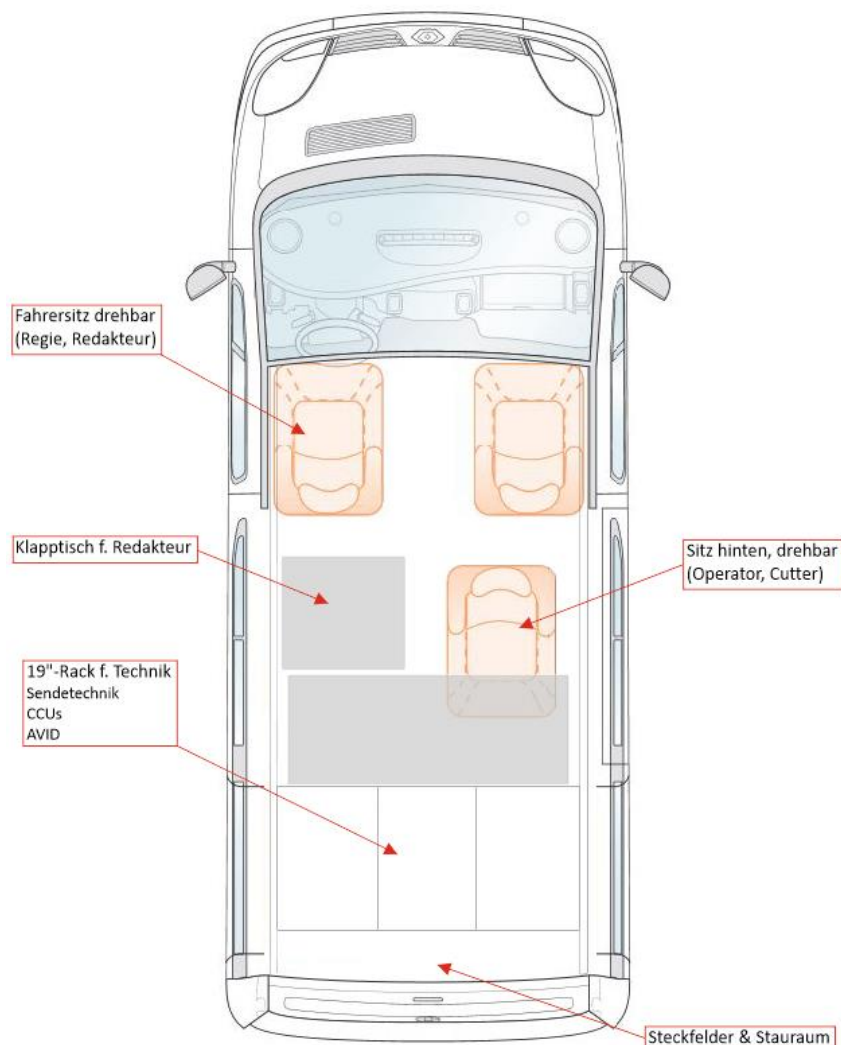 Fahrersitz drehbar
(Regie, Redakteur)
Klapptisch f. Redakteur
Sitz hinten, drehbar
(Operator, Cutter)
19"-Rack f. Technik
Sendetechnik
CCUs
AVID
Steckfelder & Stauraum